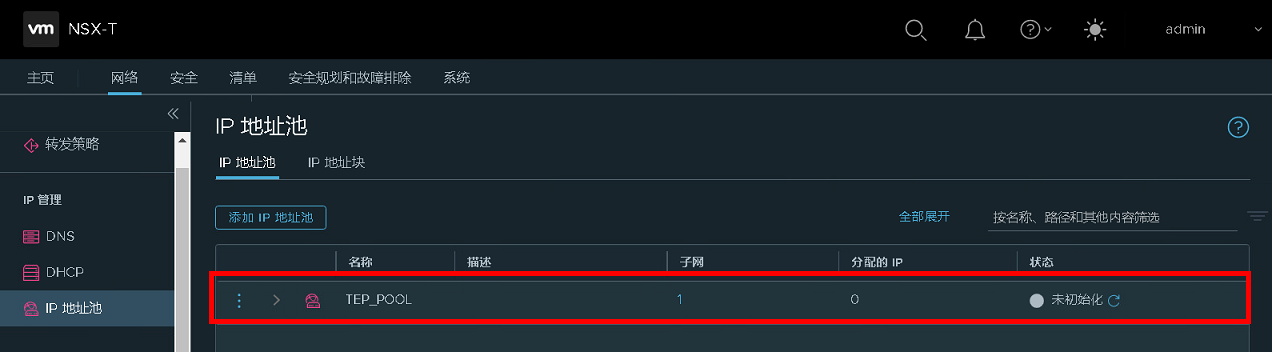 vm NSX-T admin
主页 网络 安全 清单 安全规划和故障排除 系统
转发策略
IP 管理
DNS
DHCP
IP 地址池
IP 地址池
IP 地址池 IP 地址块
添加 IP 地址池 全部展开 按名称、路径和其他内容筛选
名称 描述 子网 分配的 IP 状态
TEP_POOL 1 0 未初始化